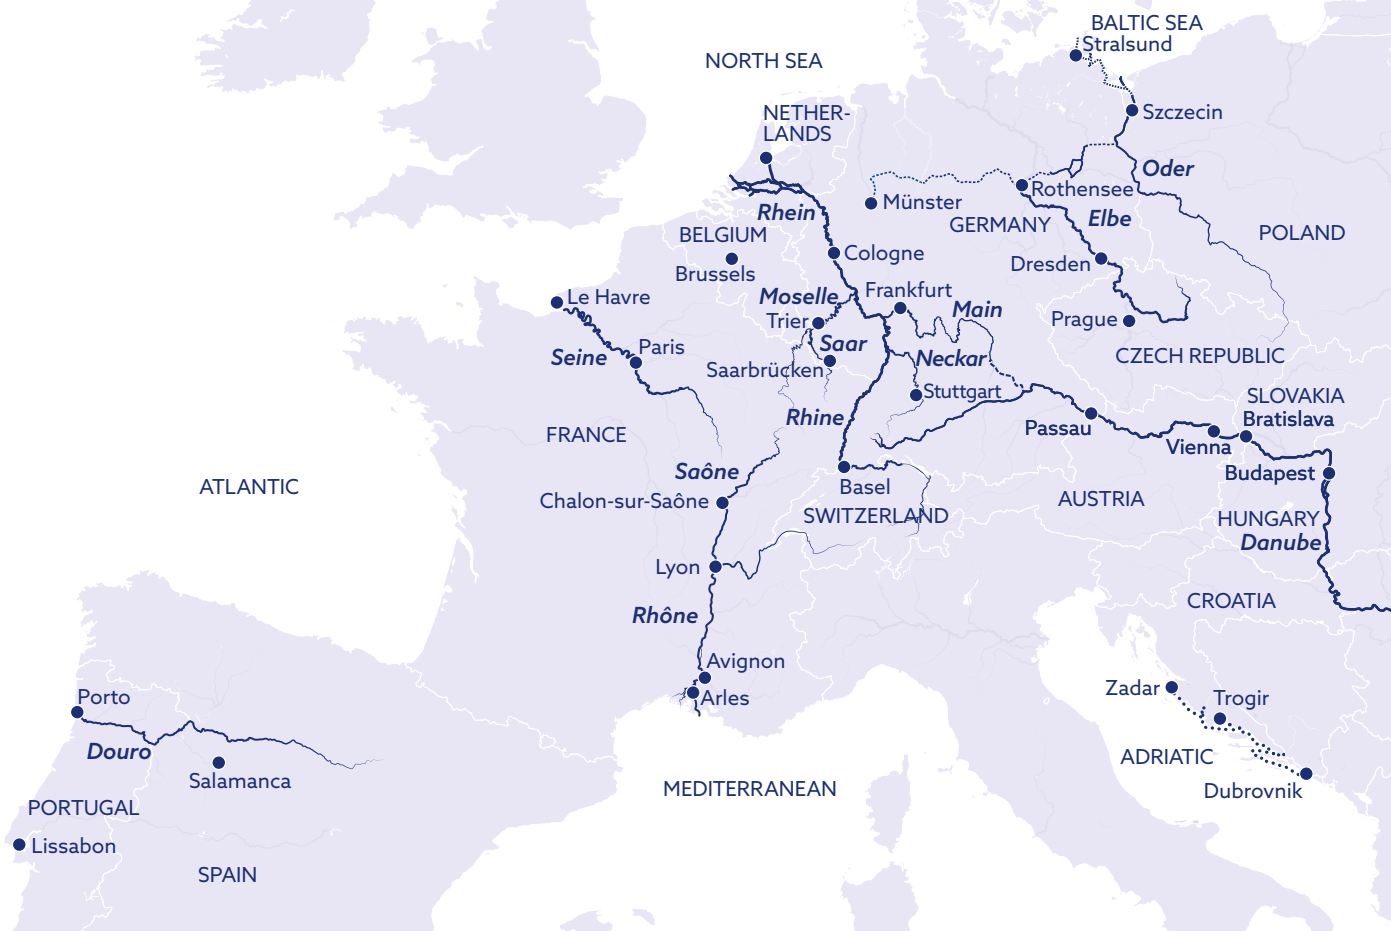 BALTIC SEA
Stralsund
NORTH SEA
NETHER-
LANDS
Szczecin
Oder
Rothensee
Münster
Rhein
Elbe
GERMANY
POLAND
BELGIUM
Cologne
Dresden
Brussels
Frankfurt
Moselle
Le Havre
Main
Trier
Prague
Saar
Paris
Seine
Neckar
CZECH REPUBLIC
Saarbrücken
Stuttgart
SLOVAKIA
Rhine
Bratislava
Passau
FRANCE
Vienna
Saône
Budapest
ATLANTIC
Basel
Chalon-sur-Saône
AUSTRIA
SWITZERLAND
HUNGARY
Danube
Lyon
CROATIA
Rhône
Avignon
Zadar
Porto
Arles
Trogir
Douro
ADRIATIC
Salamanca
MEDITERRANEAN
Dubrovnik
PORTUGAL
Lissabon
SPAIN